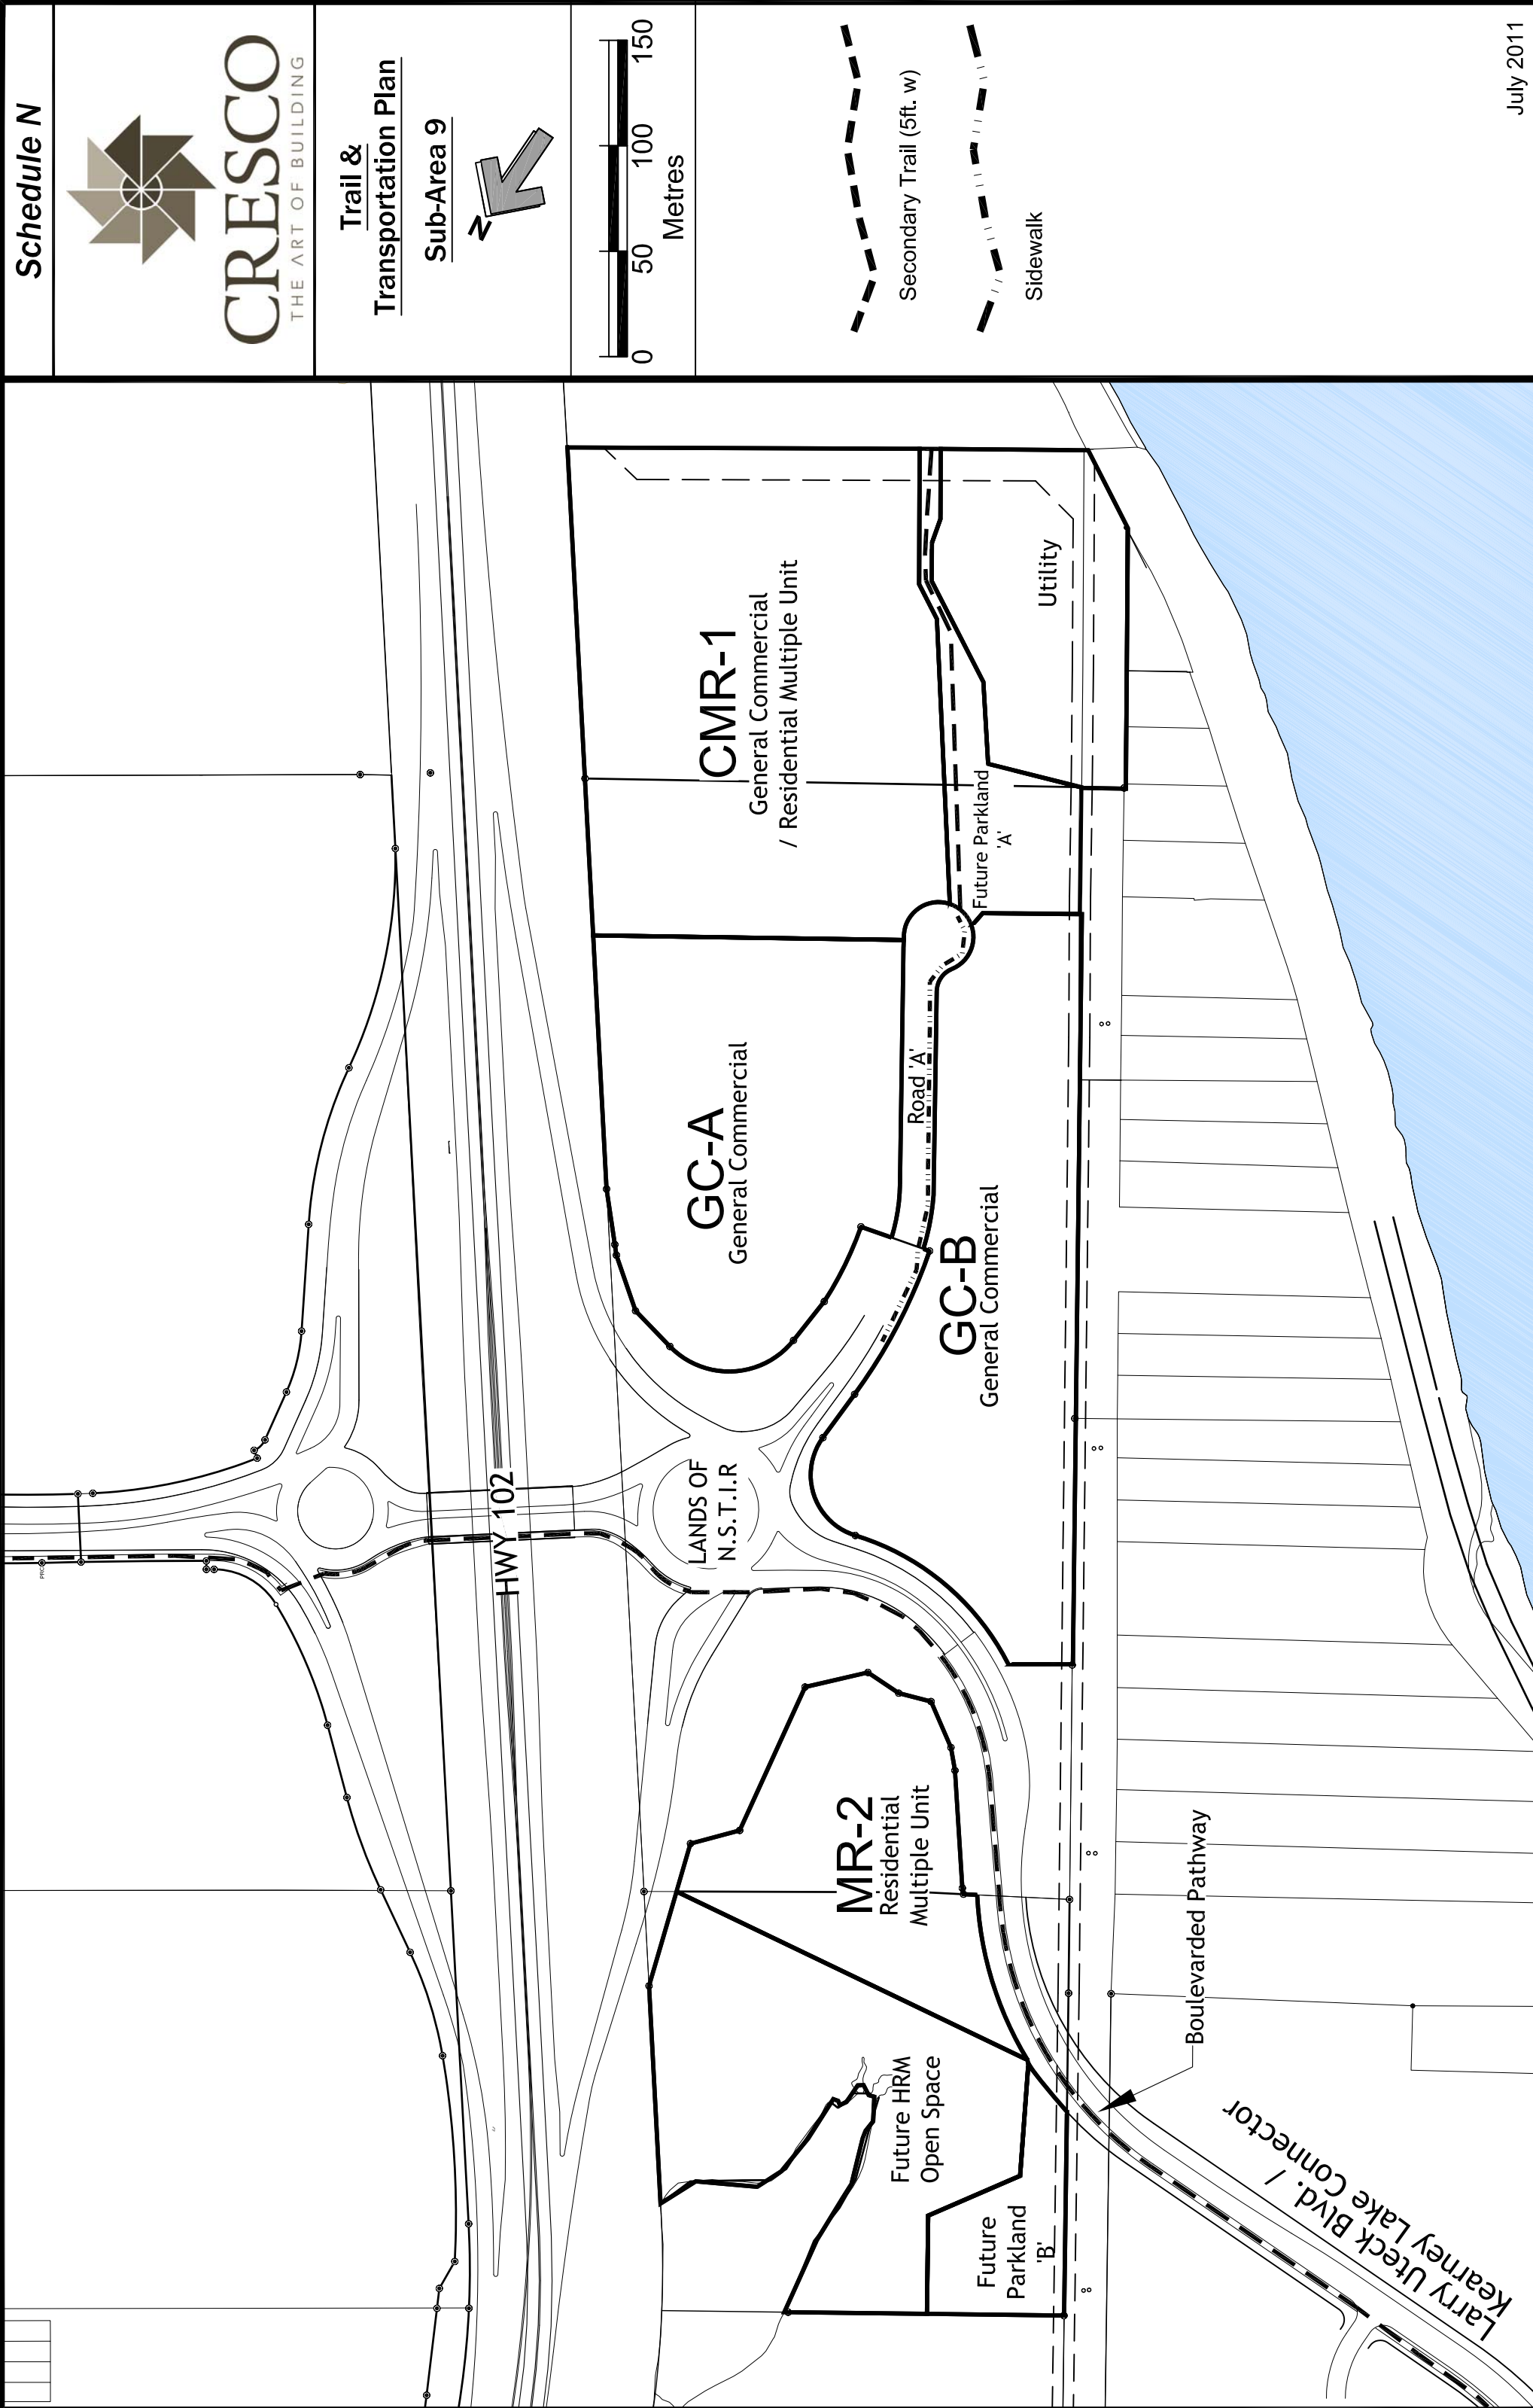 Schedule N
CRESCO
THE ART OF BUILDING
Trail &
Transportation Plan
Sub-Area 9
N
0 50 100 150
Metres
Secondary Trail (5ft. w)
Sidewalk
July 2011
CMR-1
General Commercial
/ Residential Multiple Unit
Utility
Future Parkland
'A'
GC-A
General Commercial
Road 'A'
GC-B
General Commercial
HWY 102
LANDS OF
N.S.T.I.R
MR-2
Residential
Multiple Unit
Boulevarded Pathway
Future HRM
Open Space
Future
Parkland
'B'
Larry Uteck Blvd. /
Kearney Lake Connector